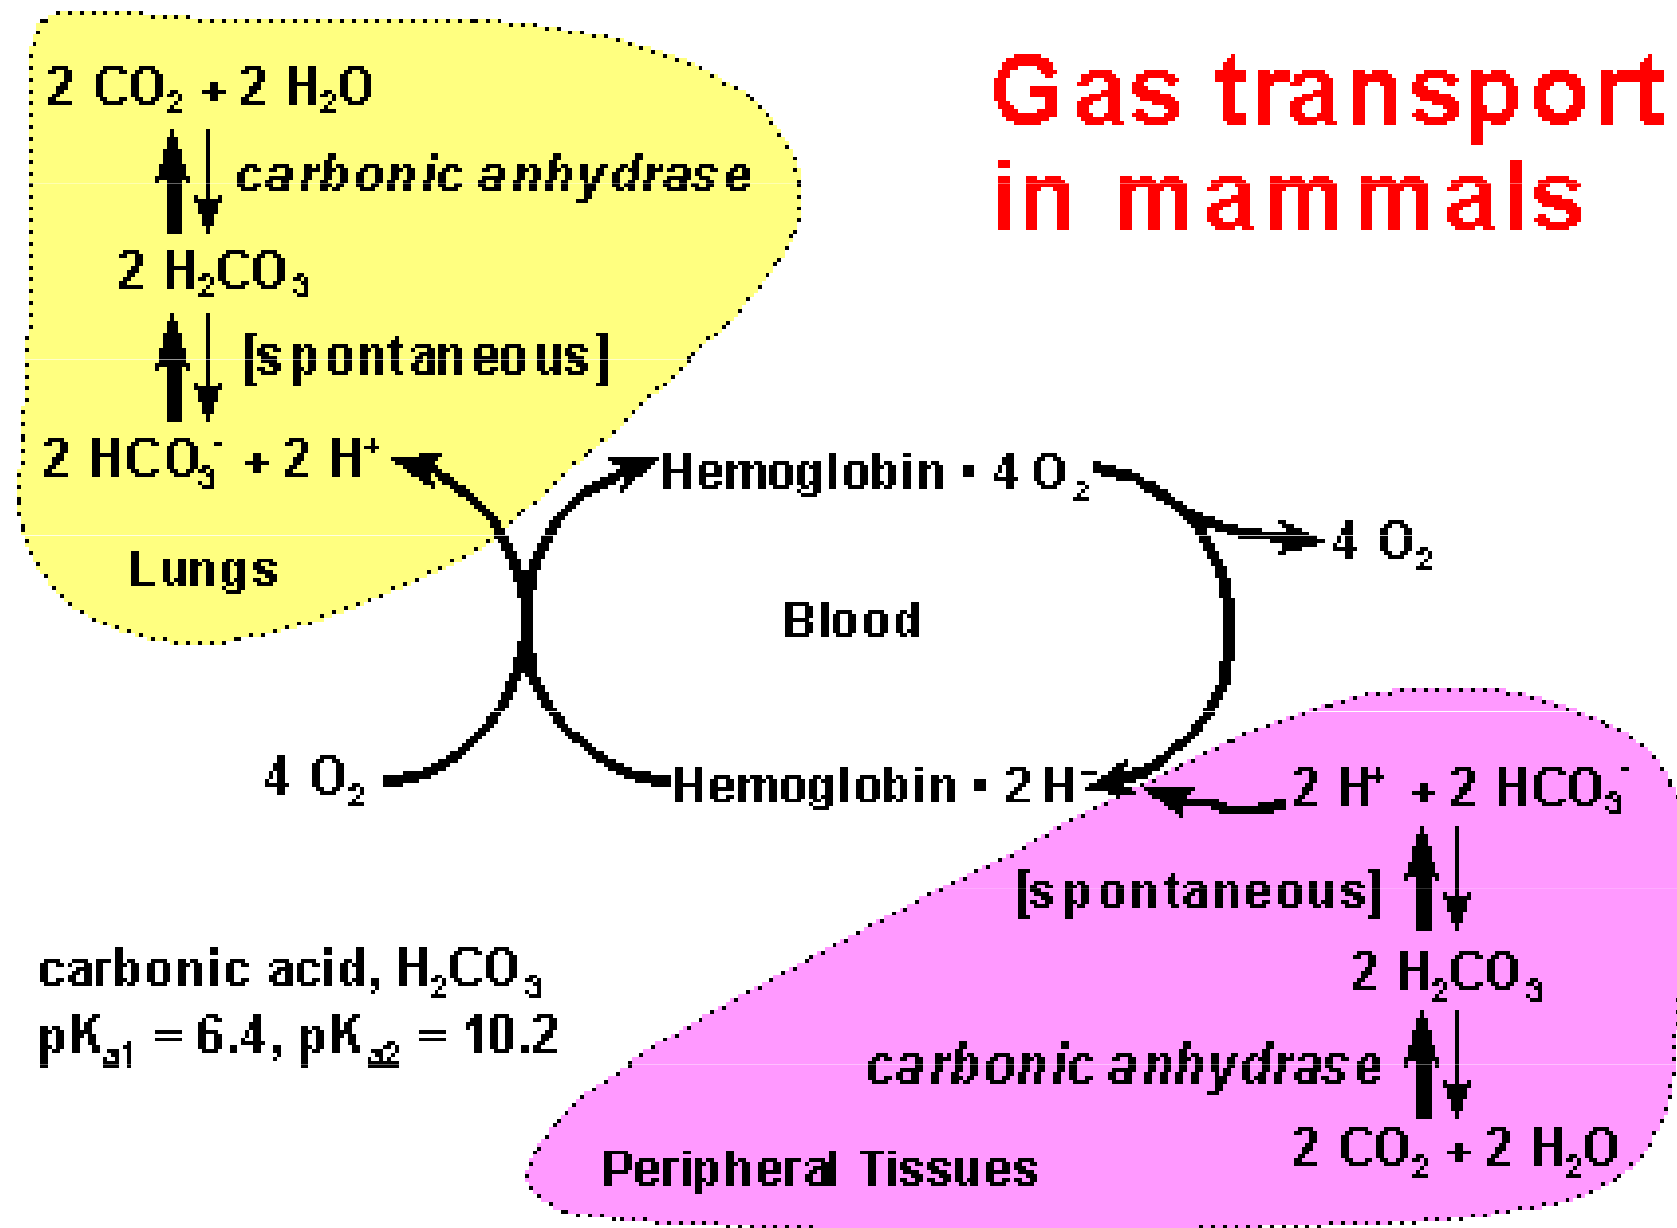 Gas transport
in mammals
2 CO₂ + 2 H₂O
carbonic anhydrase
2 H₂CO₃
[spontaneous]
2 HCO₃⁻ + 2 H⁺
Lungs
Hemoglobin · 4 O₂
4 O₂
Blood
4 O₂
Hemoglobin · 2 H
2 H⁺ + 2 HCO₃⁻
[spontaneous]
2 H₂CO₃
carbonic anhydrase
2 CO₂ + 2 H₂O
Peripheral Tissues
carbonic acid, H₂CO₃
pKₐ₁ = 6.4, pKₐ₂ = 10.2